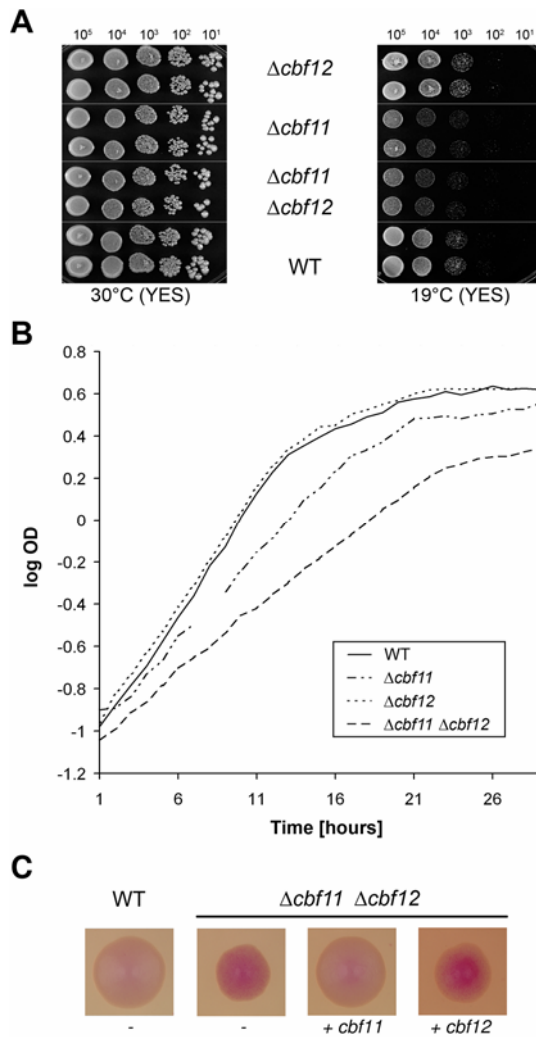 A
10⁵ 10⁴ 10³ 10² 10¹
10⁵ 10⁴ 10³ 10² 10¹
Δcbf12
Δcbf11
Δcbf11
Δcbf12
WT
30°C (YES)
19°C (YES)
B
0.8
0.6
0.4
0.2
0
-0.2
-0.4
-0.6
-0.8
-1
-1.2
log OD
WT
Δcbf11
Δcbf12
Δcbf11 Δcbf12
1 6 11 16 21 26
Time [hours]
C
WT
Δcbf11 Δcbf12
- - + cbf11 + cbf12